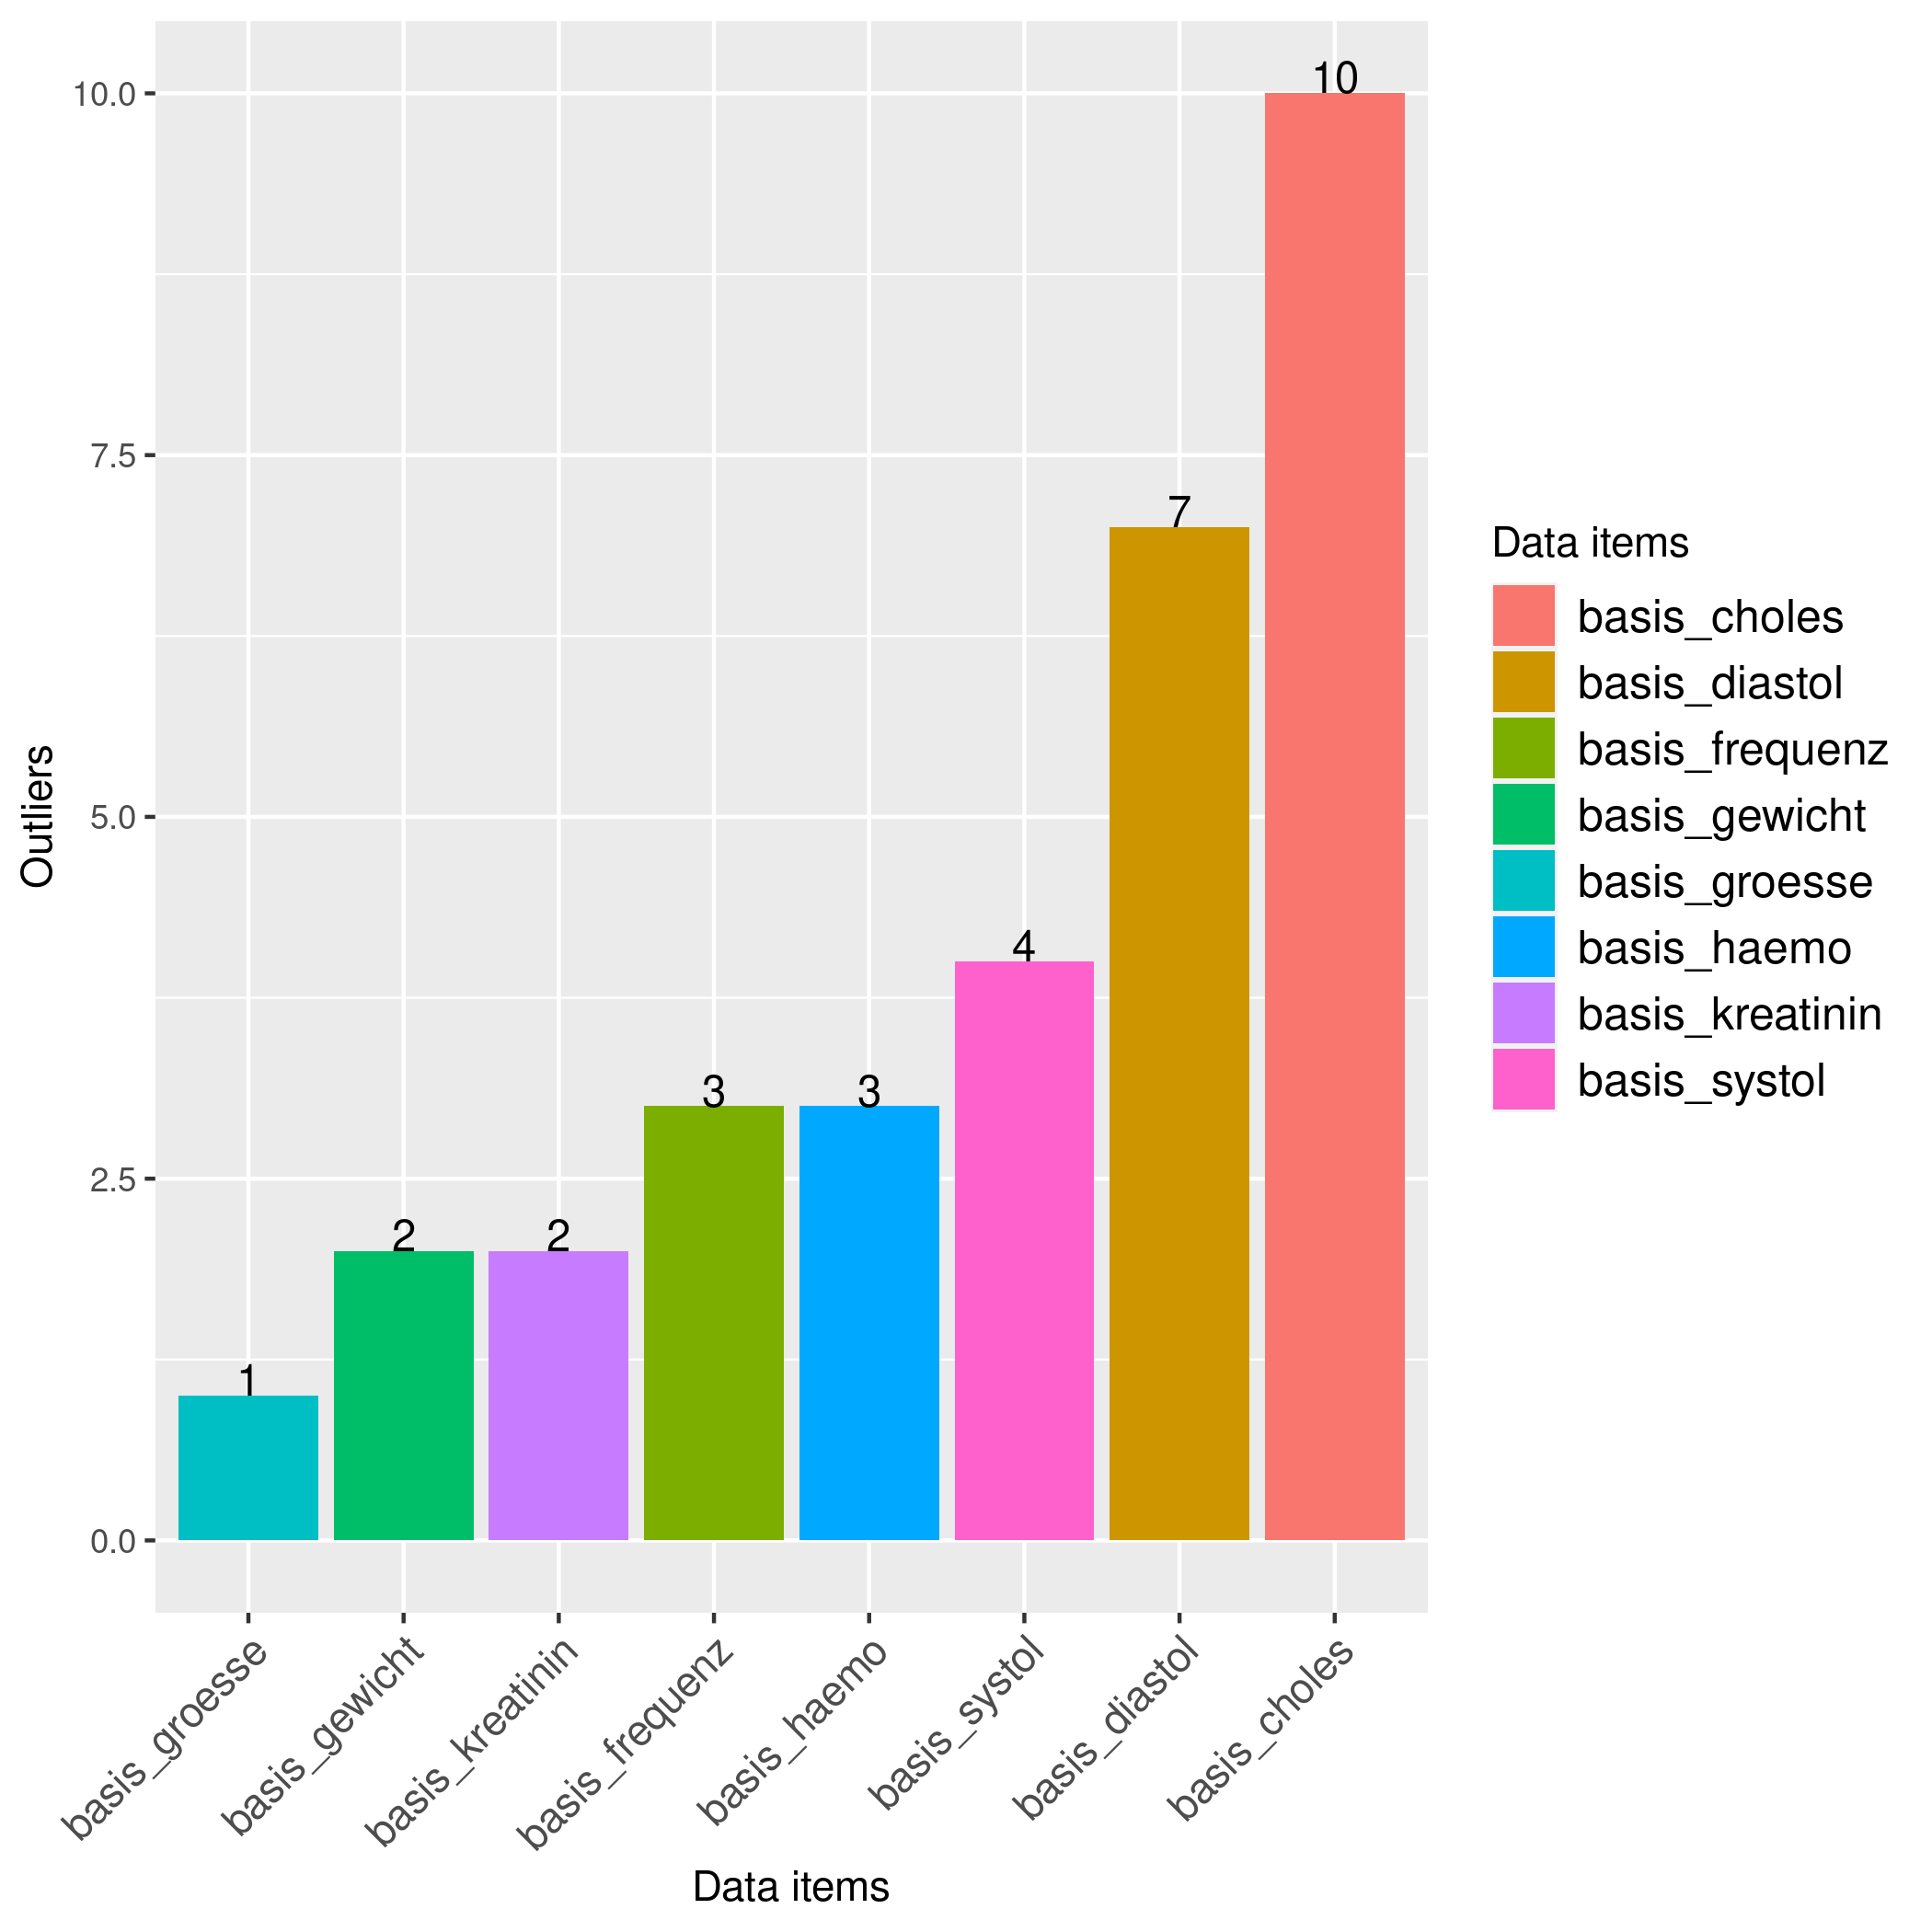 Outliers
10.0
7.5
5.0
2.5
0.0
1
2
2
3
3
4
7
10
basis_groesse
basis_gewicht
basis_kreatinin
basis_frequenz
basis_haemo
basis_systol
basis_diastol
basis_choles
Data items
Data items
basis_choles
basis_diastol
basis_frequenz
basis_gewicht
basis_groesse
basis_haemo
basis_kreatinin
basis_systol